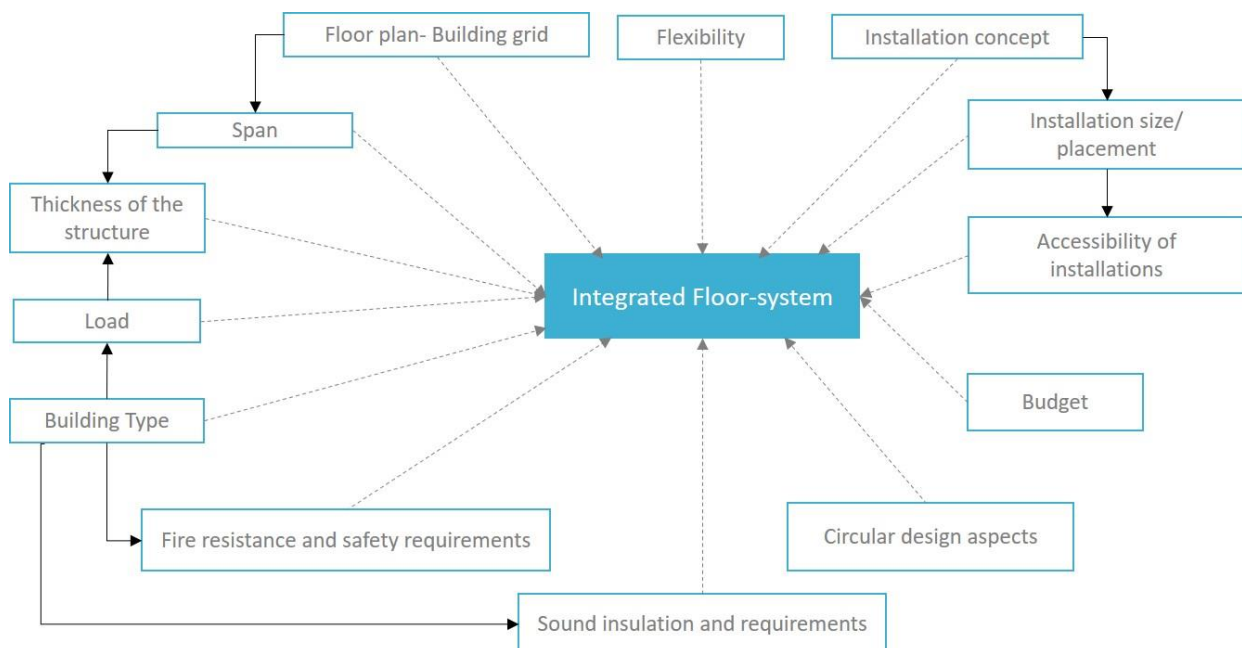 Floor plan- Building grid
Flexibility
Installation concept
Span
Installation size/
placement
Thickness of the
structure
Accessibility of
installations
Integrated Floor-system
Load
Building Type
Budget
Fire resistance and safety requirements
Circular design aspects
Sound insulation and requirements